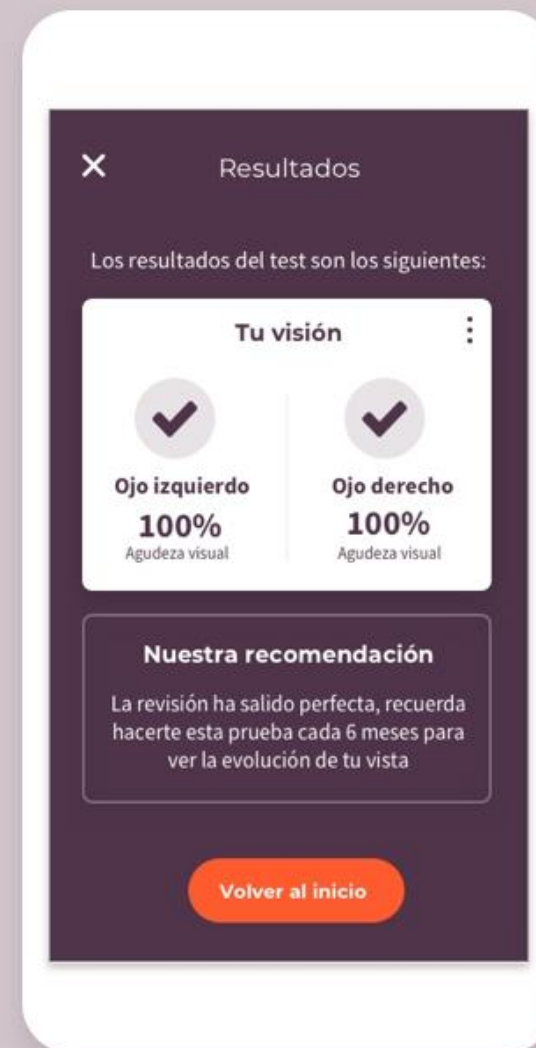 Resultados
Los resultados del test son los siguientes:
Tu visión
Ojo izquierdo
100%
Agudeza visual
Ojo derecho
100%
Agudeza visual
Nuestra recomendación
La revisión ha salido perfecta, recuerda
hacerte esta prueba cada 6 meses para
ver la evolución de tu vista
Volver al inicio